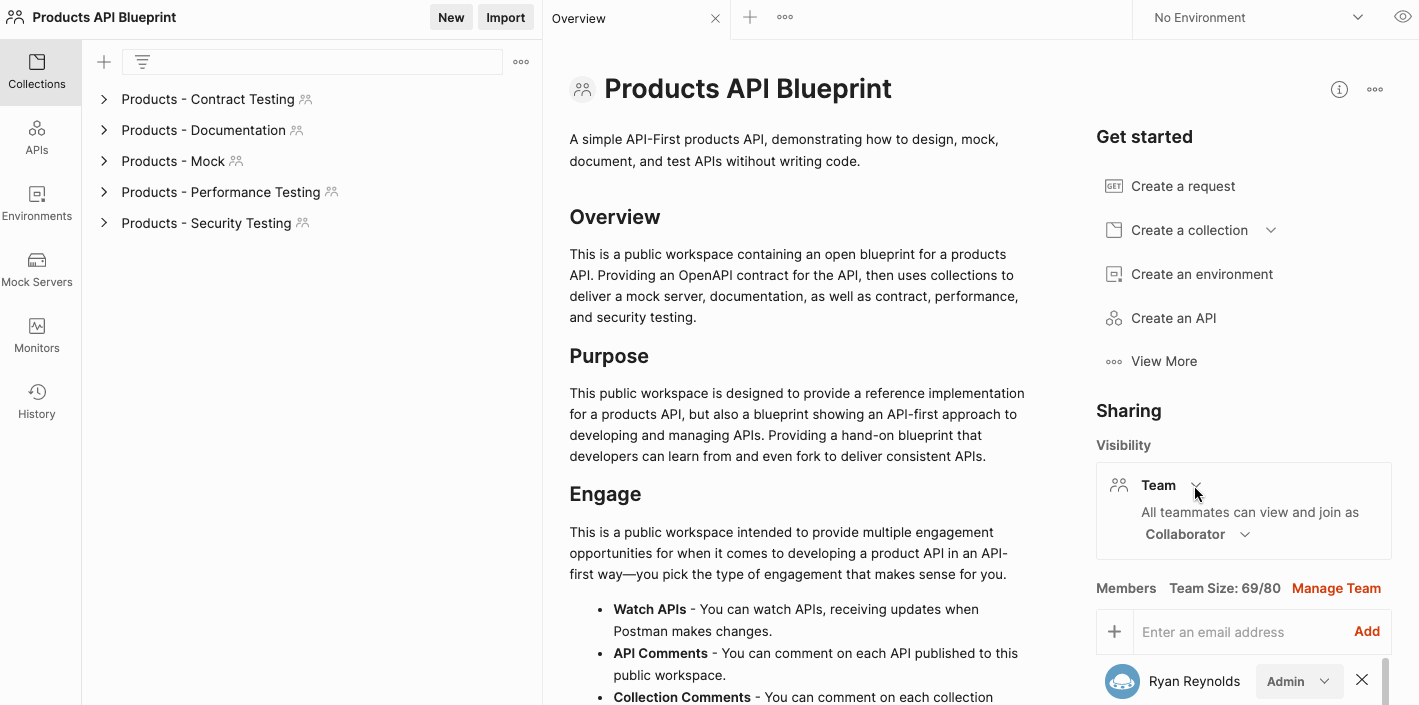 Products API Blueprint
New
Import
Overview
No Environment
Collections
APIs
Environments
Mock Servers
Monitors
History
Products - Contract Testing
Products - Documentation
Products - Mock
Products - Performance Testing
Products - Security Testing
Products API Blueprint
A simple API-First products API, demonstrating how to design, mock,
document, and test APIs witihout writing code.
Overview
This is a public workspace containing an open blueprint for a products
API. Providing an OpenAPI contract for the API, then uses collections to
deliver a mock server, documentation, as well as contract, performance,
and security testing.
Purpose
This public workspace is designed to provide a reference implementation
for a products API, but also a blueprint showing an API-first approach to
developing and managing APIs. Providing a hand-on blueprint that
developers can learn from and even fork to deliver consistent APIs.
Engage
This is a public workspace intended to provide multiple engagement
opportunities for when it comes to developing a product API in an API-
first way—you pick the type of engagement that makes sense for you.
• Watch APIs - You can watch APIs, receiving updates when
Postman makes changes.
• API Comments - You can comment on each API published to this
public workspace.
• Collection Comments - You can comment on each collection
Get started
GET Create a request
Create a collection
Create an environment
Create an API
View More
Sharing
Visibility
Team
All teammates can view and join as
Collaborator
Members Team Size: 69/80 Manage Team
Enter an email address Add
Ryan Reynolds Admin